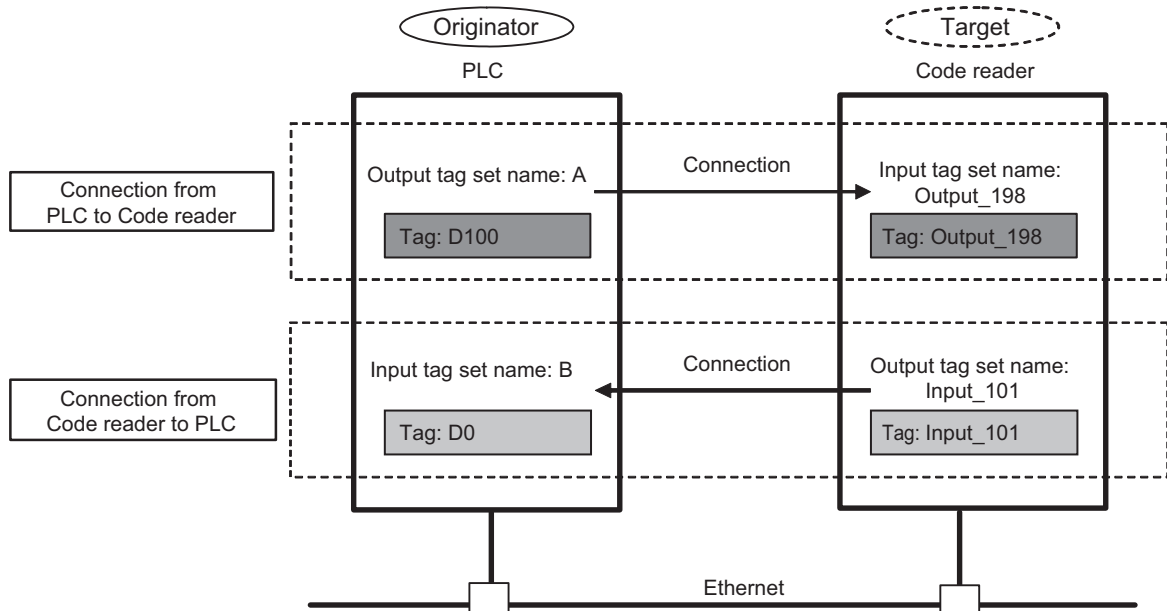 Originator
Target
PLC
Code reader
Connection from
PLC to Code reader
Output tag set name: A
Connection
Input tag set name:
Output_198
Tag: D100
Tag: Output_198
Connection from
Code reader to PLC
Input tag set name: B
Connection
Output tag set name:
Input_101
Tag: D0
Tag: Input_101
Ethernet